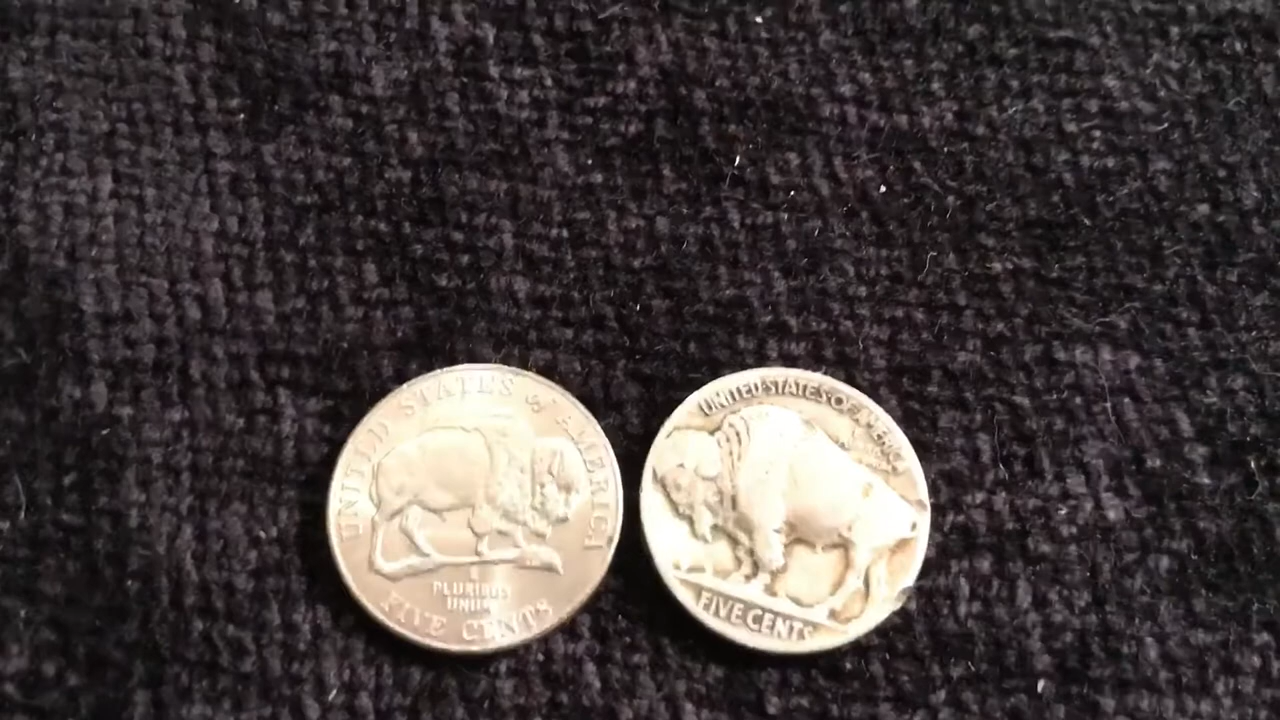 UNITED STATES of AMERICA
E
PLURIBUS
UNUM
FIVE CENTS
UNITED·STATES·OF·AMERICA
FIVE CENTS